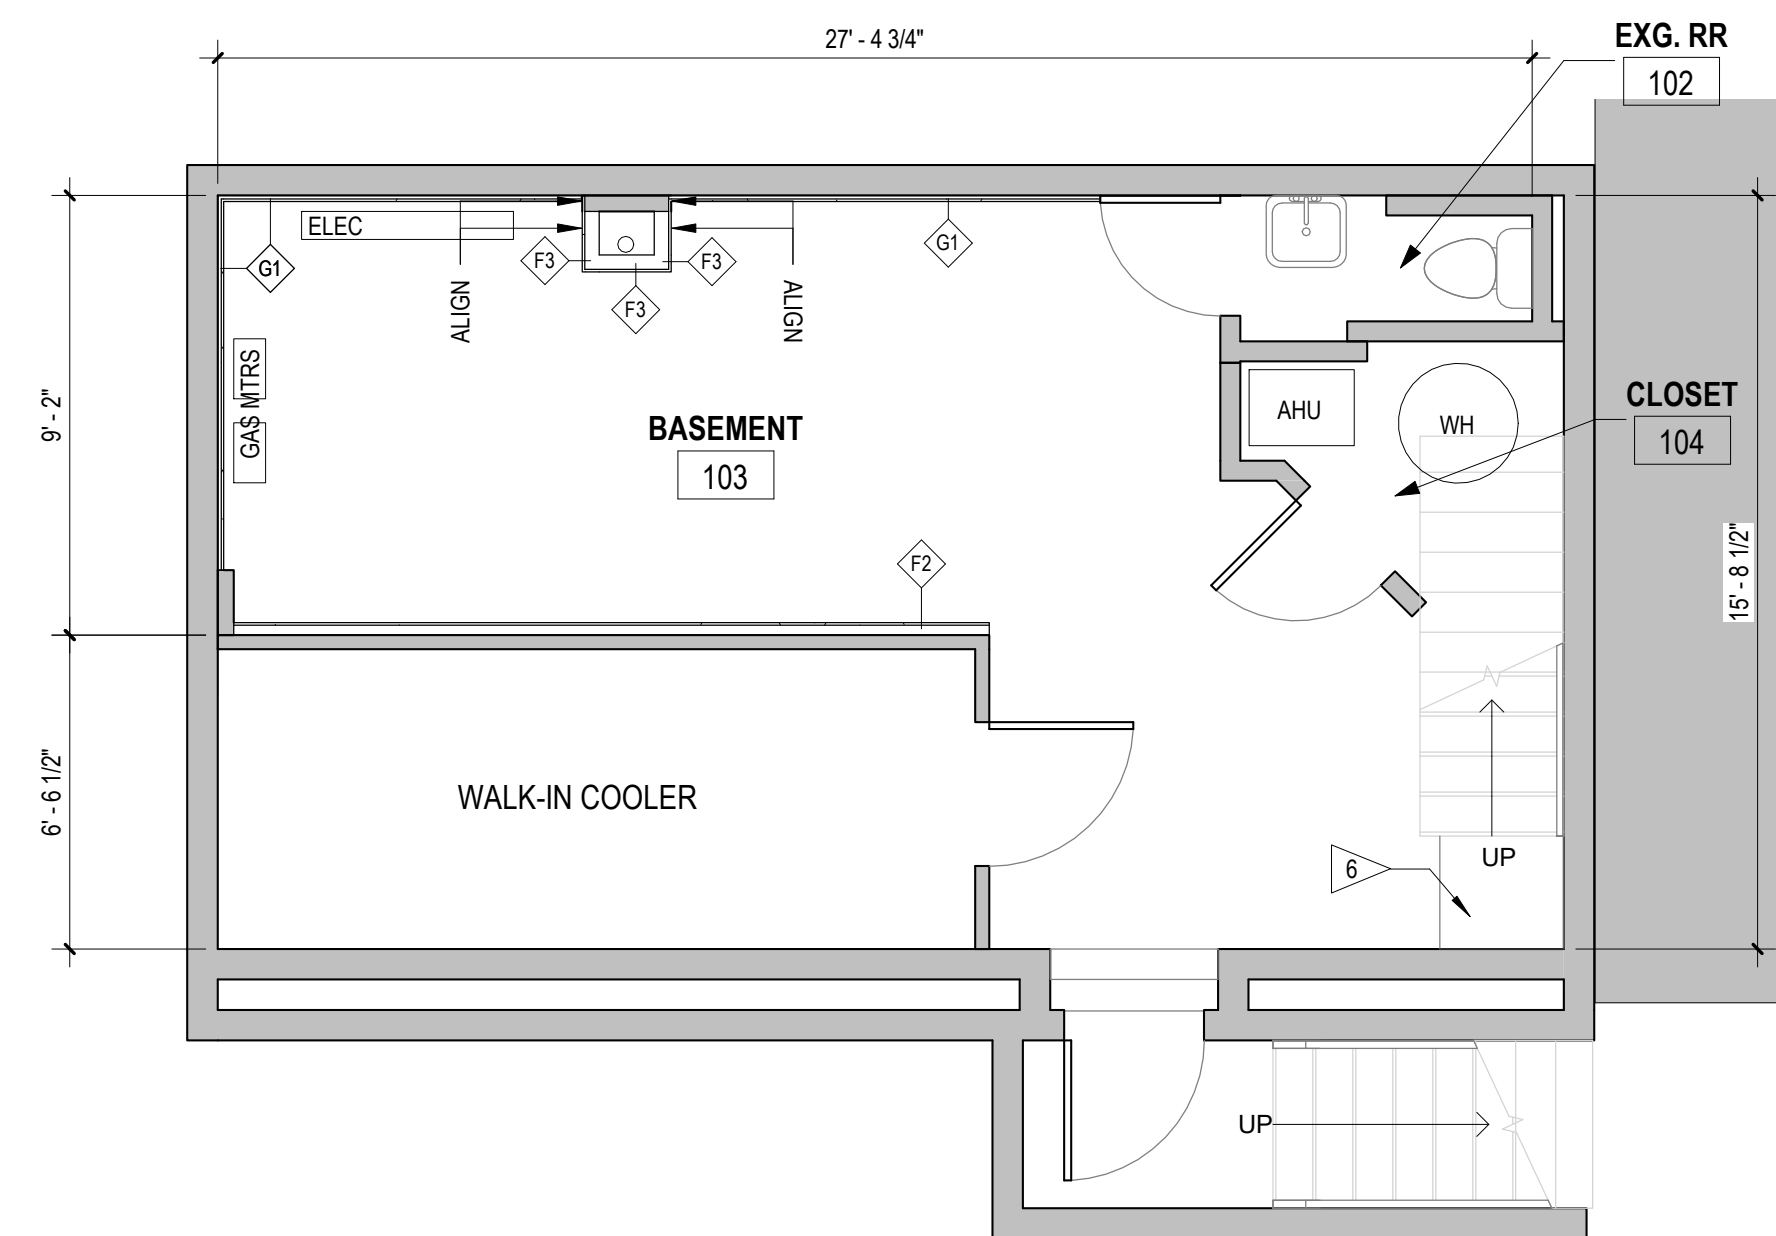 27' - 4 3/4"
EXG. RR
102
ELEC
G1
F3
F3
F3
G1
G1
ALIGN
ALIGN
GAS MTRS
9' - 2"
BASEMENT
103
AHU
WH
CLOSET
104
15' - 8 1/2"
F2
6' - 6 1/2"
WALK-IN COOLER
6
UP
UP